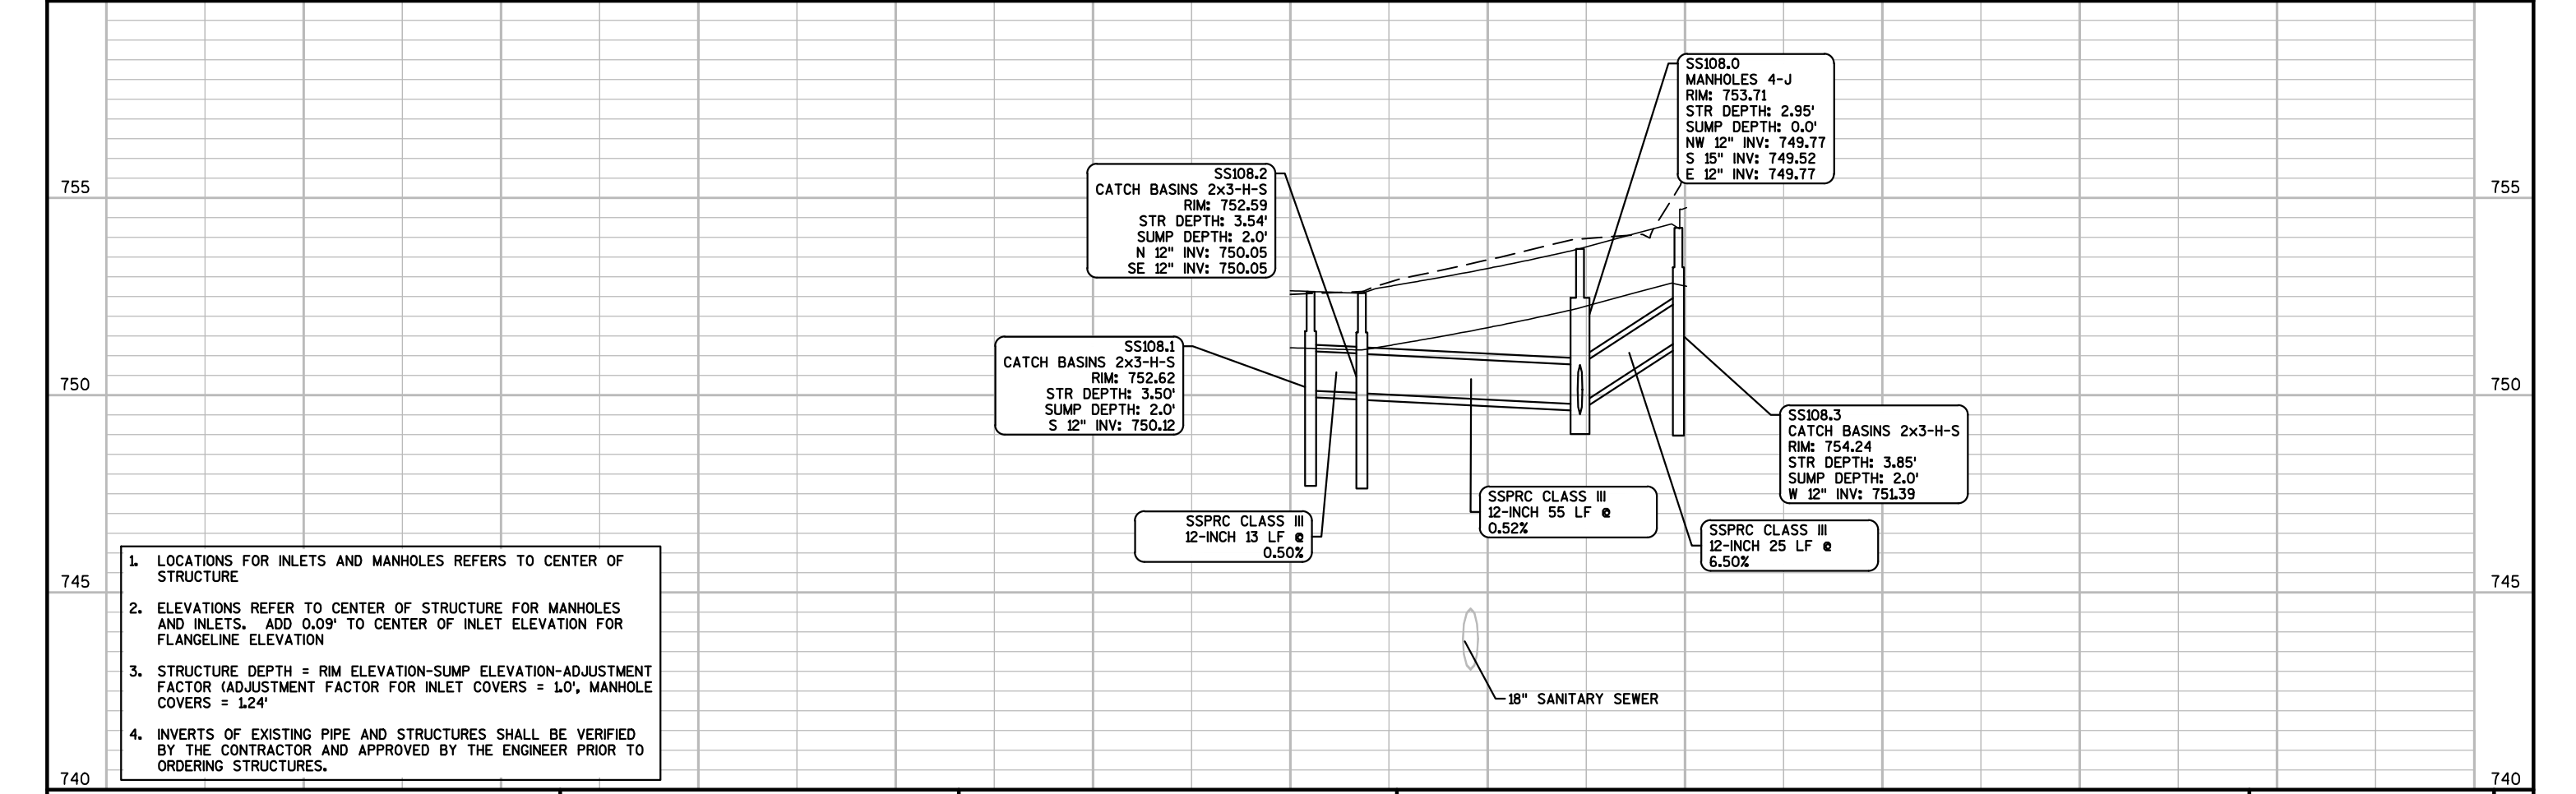 SS108.0
MANHOLES 4-J
RIM: 753.71
STR DEPTH: 2.95'
SUMP DEPTH: 0.0'
NW 12" INV: 749.77
S 15" INV: 749.52
E 12" INV: 749.77
SS108.2
CATCH BASINS 2x3-H-S
RIM: 752.59
STR DEPTH: 3.54'
SUMP DEPTH: 2.0'
N 12" INV: 750.05
SE 12" INV: 750.05
755
755
SS108.1
CATCH BASINS 2x3-H-S
RIM: 752.62
STR DEPTH: 3.50'
SUMP DEPTH: 2.0'
S 12" INV: 750.12
750
750
SS108.3
CATCH BASINS 2x3-H-S
RIM: 754.24
STR DEPTH: 3.85'
SUMP DEPTH: 2.0'
W 12" INV: 751.39
SSPRC CLASS III
12-INCH 13 LF @
0.50%
SSPRC CLASS III
12-INCH 55 LF @
0.52%
SSPRC CLASS III
12-INCH 25 LF @
6.50%
745
745
1. LOCATIONS FOR INLETS AND MANHOLES REFERS TO CENTER OF
STRUCTURE
2. ELEVATIONS REFER TO CENTER OF STRUCTURE FOR MANHOLES
AND INLETS. ADD 0.09' TO CENTER OF INLET ELEVATION FOR
FLANGELINE ELEVATION
3. STRUCTURE DEPTH = RIM ELEVATION-SUMP ELEVATION-ADJUSTMENT
FACTOR (ADJUSTMENT FACTOR FOR INLET COVERS = 1.0', MANHOLE
COVERS = 1.24'
4. INVERTS OF EXISTING PIPE AND STRUCTURES SHALL BE VERIFIED
BY THE CONTRACTOR AND APPROVED BY THE ENGINEER PRIOR TO
ORDERING STRUCTURES.
18" SANITARY SEWER
740
740